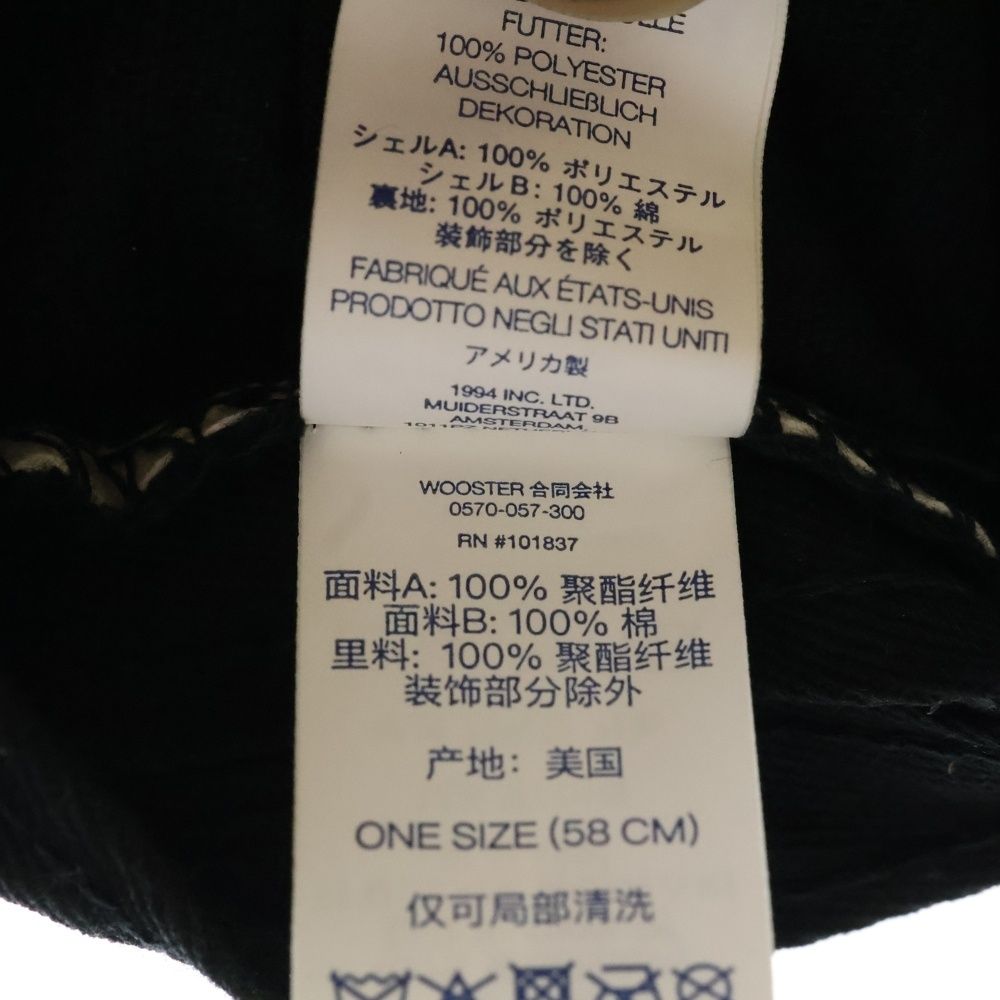 FUTTER:
100% POLYESTER
AUSSCHLIEßLICH
DEKORATION
シェルA: 100% ポリエステル
シェルB: 100% 綿
裏地: 100% ポリエステル
装飾部分を除く
FABRIQUÉ AUX ÉTATS-UNIS
PRODOTTO NEGLI STATI UNITI
アメリカ製
1994 INC. LTD.
MUIDERSTRAAT 9B
AMSTERDAM,
WOOSTER 合同会社
0570-057-300
RN #101837
面料A: 100% 聚酯纤维
面料B: 100% 棉
里料: 100% 聚酯纤维
装饰部分除外
产地: 美国
ONE SIZE (58 CM)
仅可局部清洗